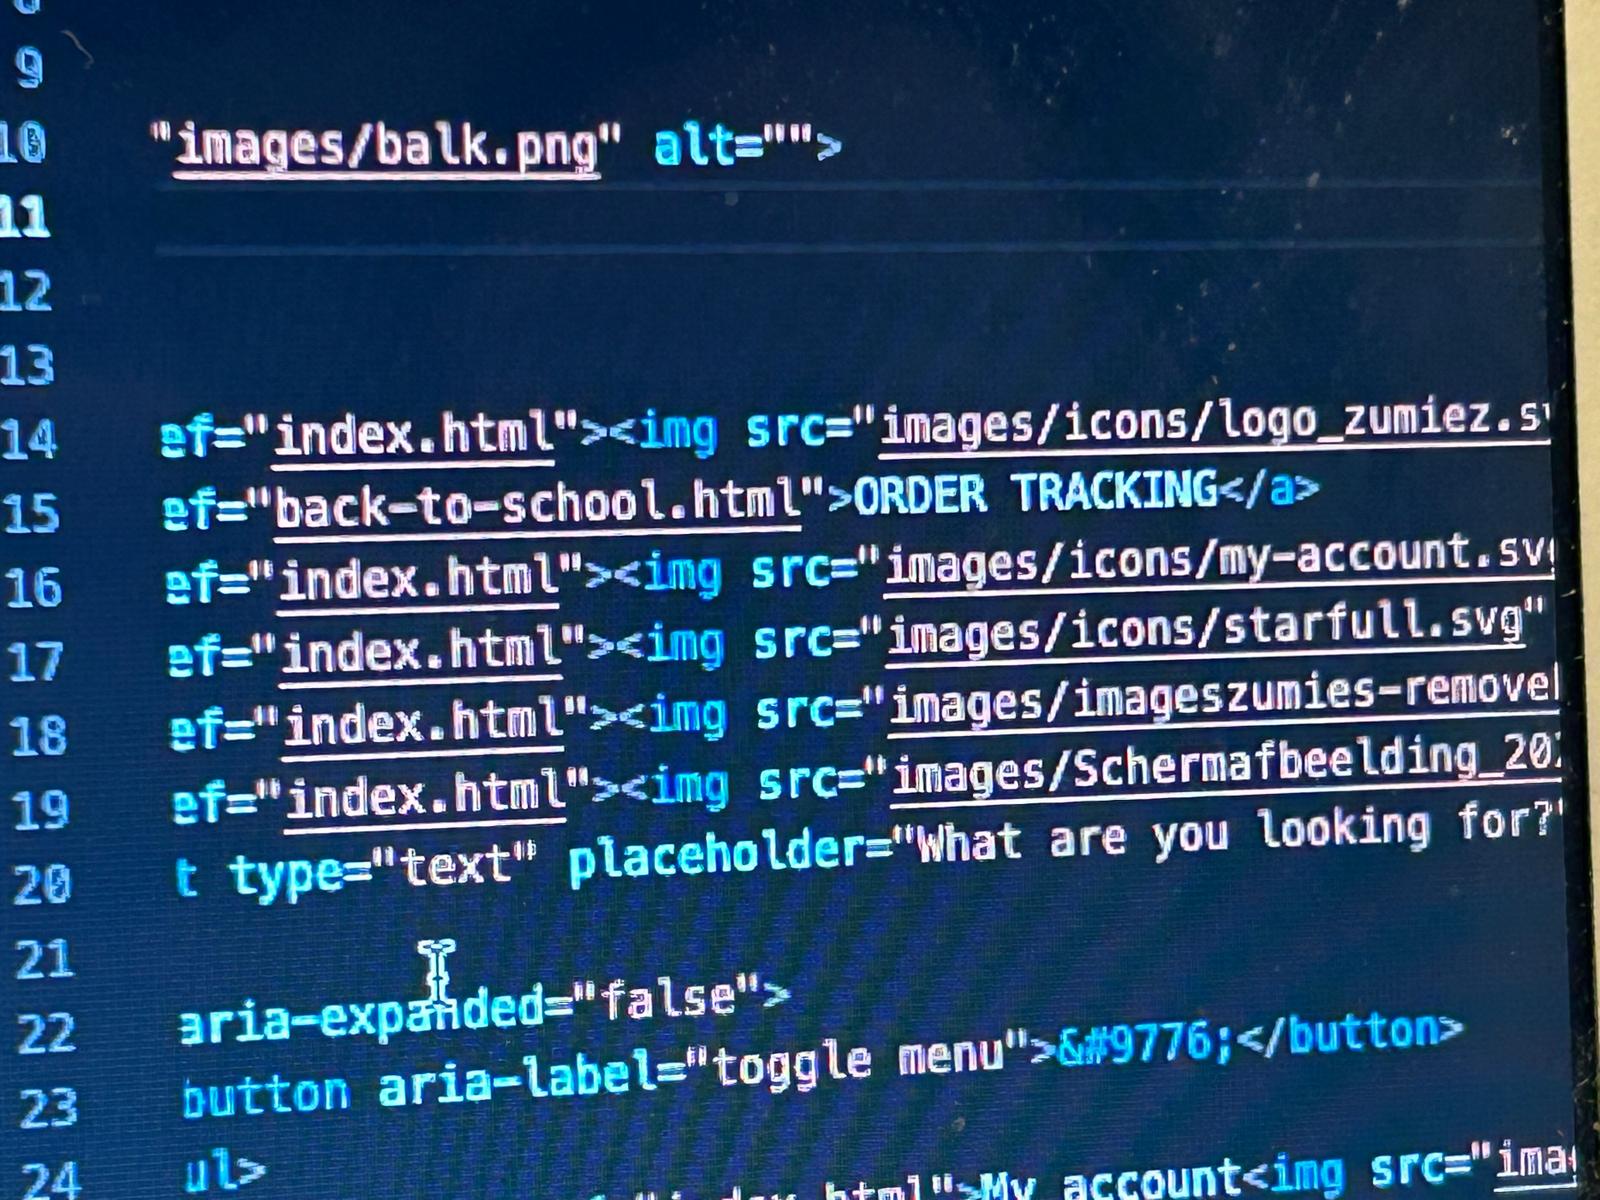 9
10 "images/balk.png" alt="">
11
12
13
14 ef="index.html"><img src="images/icons/logo_zumiez.s
15 ef="back-to-school.html">ORDER TRACKING</a>
16 ef="index.html"><img src="images/icons/my-account.sv
17 ef="index.html"><img src="images/icons/starfull.svg"
18 ef="index.html"><img src="images/imageszumies-remove
19 ef="index.html"><img src="images/Schermafbeelding_20
20 t type="text" placeholder="What are you looking for?"
21
22 aria-expanded="false">
23 button aria-label="toggle menu">&#9776;</button>
24 ul>
"index.html">My account<img src="ima